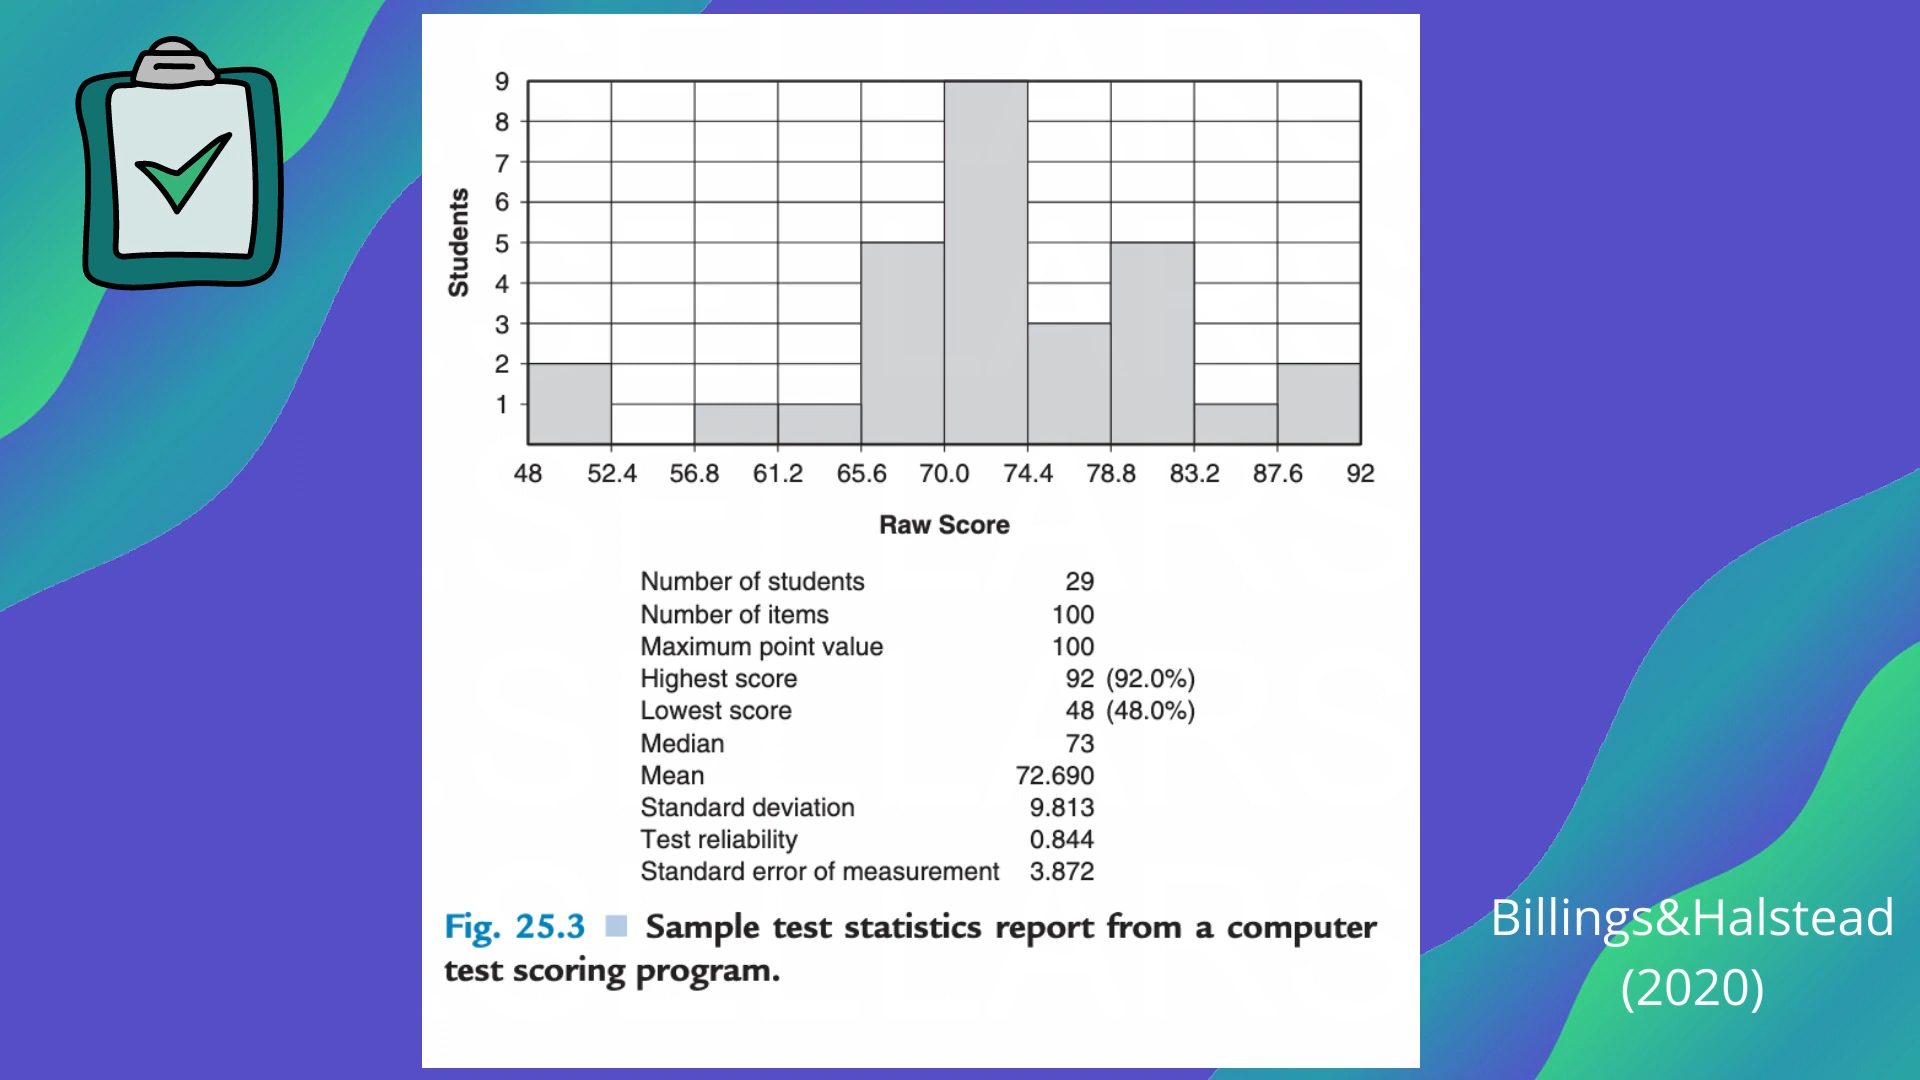 9
8
7
6
5
4
3
2
1
Students
48 52.4 56.8 61.2 65.6 70.0 74.4 78.8 83.2 87.6 92
Raw Score
Number of students 29
Number of items 100
Maximum point value 100
Highest score 92 (92.0%)
Lowest score 48 (48.0%)
Median 73
Mean 72.690
Standard deviation 9.813
Test reliability 0.844
Standard error of measurement 3.872
Fig. 25.3 ■ Sample test statistics report from a computer
test scoring program.
Billings&Halstead
(2020)